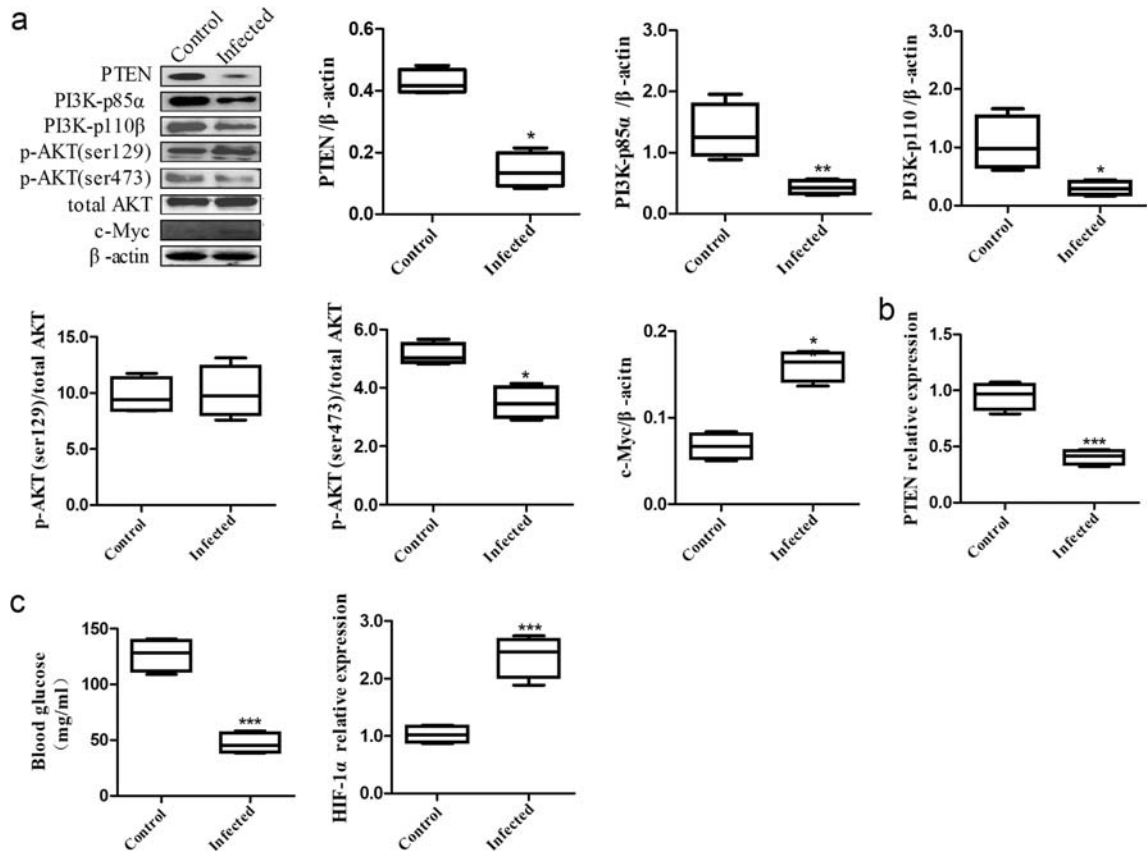 a
Control Infected
PTEN
PI3K-p85α
PI3K-p110β
p-AKT(ser129)
p-AKT(ser473)
total AKT
c-Myc
β -actin
PTEN /β -actin
0.6
0.4
0.2
0.0
*
Control Infected
PI3K-p85α /β -actin
3.0
2.0
1.0
0.0
**
Control Infected
PI3K-p110 /β -actin
3.0
2.0
1.0
0.0
*
Control Infected
p-AKT (ser129)/total AKT
15.0
10.0
5.0
0.0
Control Infected
p-AKT (ser473)/total AKT
6.0
4.0
2.0
0.0
*
Control Infected
c-Myc/β -acitn
0.2
0.1
0.0
*
*
Control Infected
b
PTEN relative expression
1.5
1.0
0.5
0.0
***
Control Infected
c
Blood glucose
(mg/ml)
150
100
50
0
***
Control Infected
HIF-1α relative expression
3.0
2.0
1.0
0.0
***
Control Infected